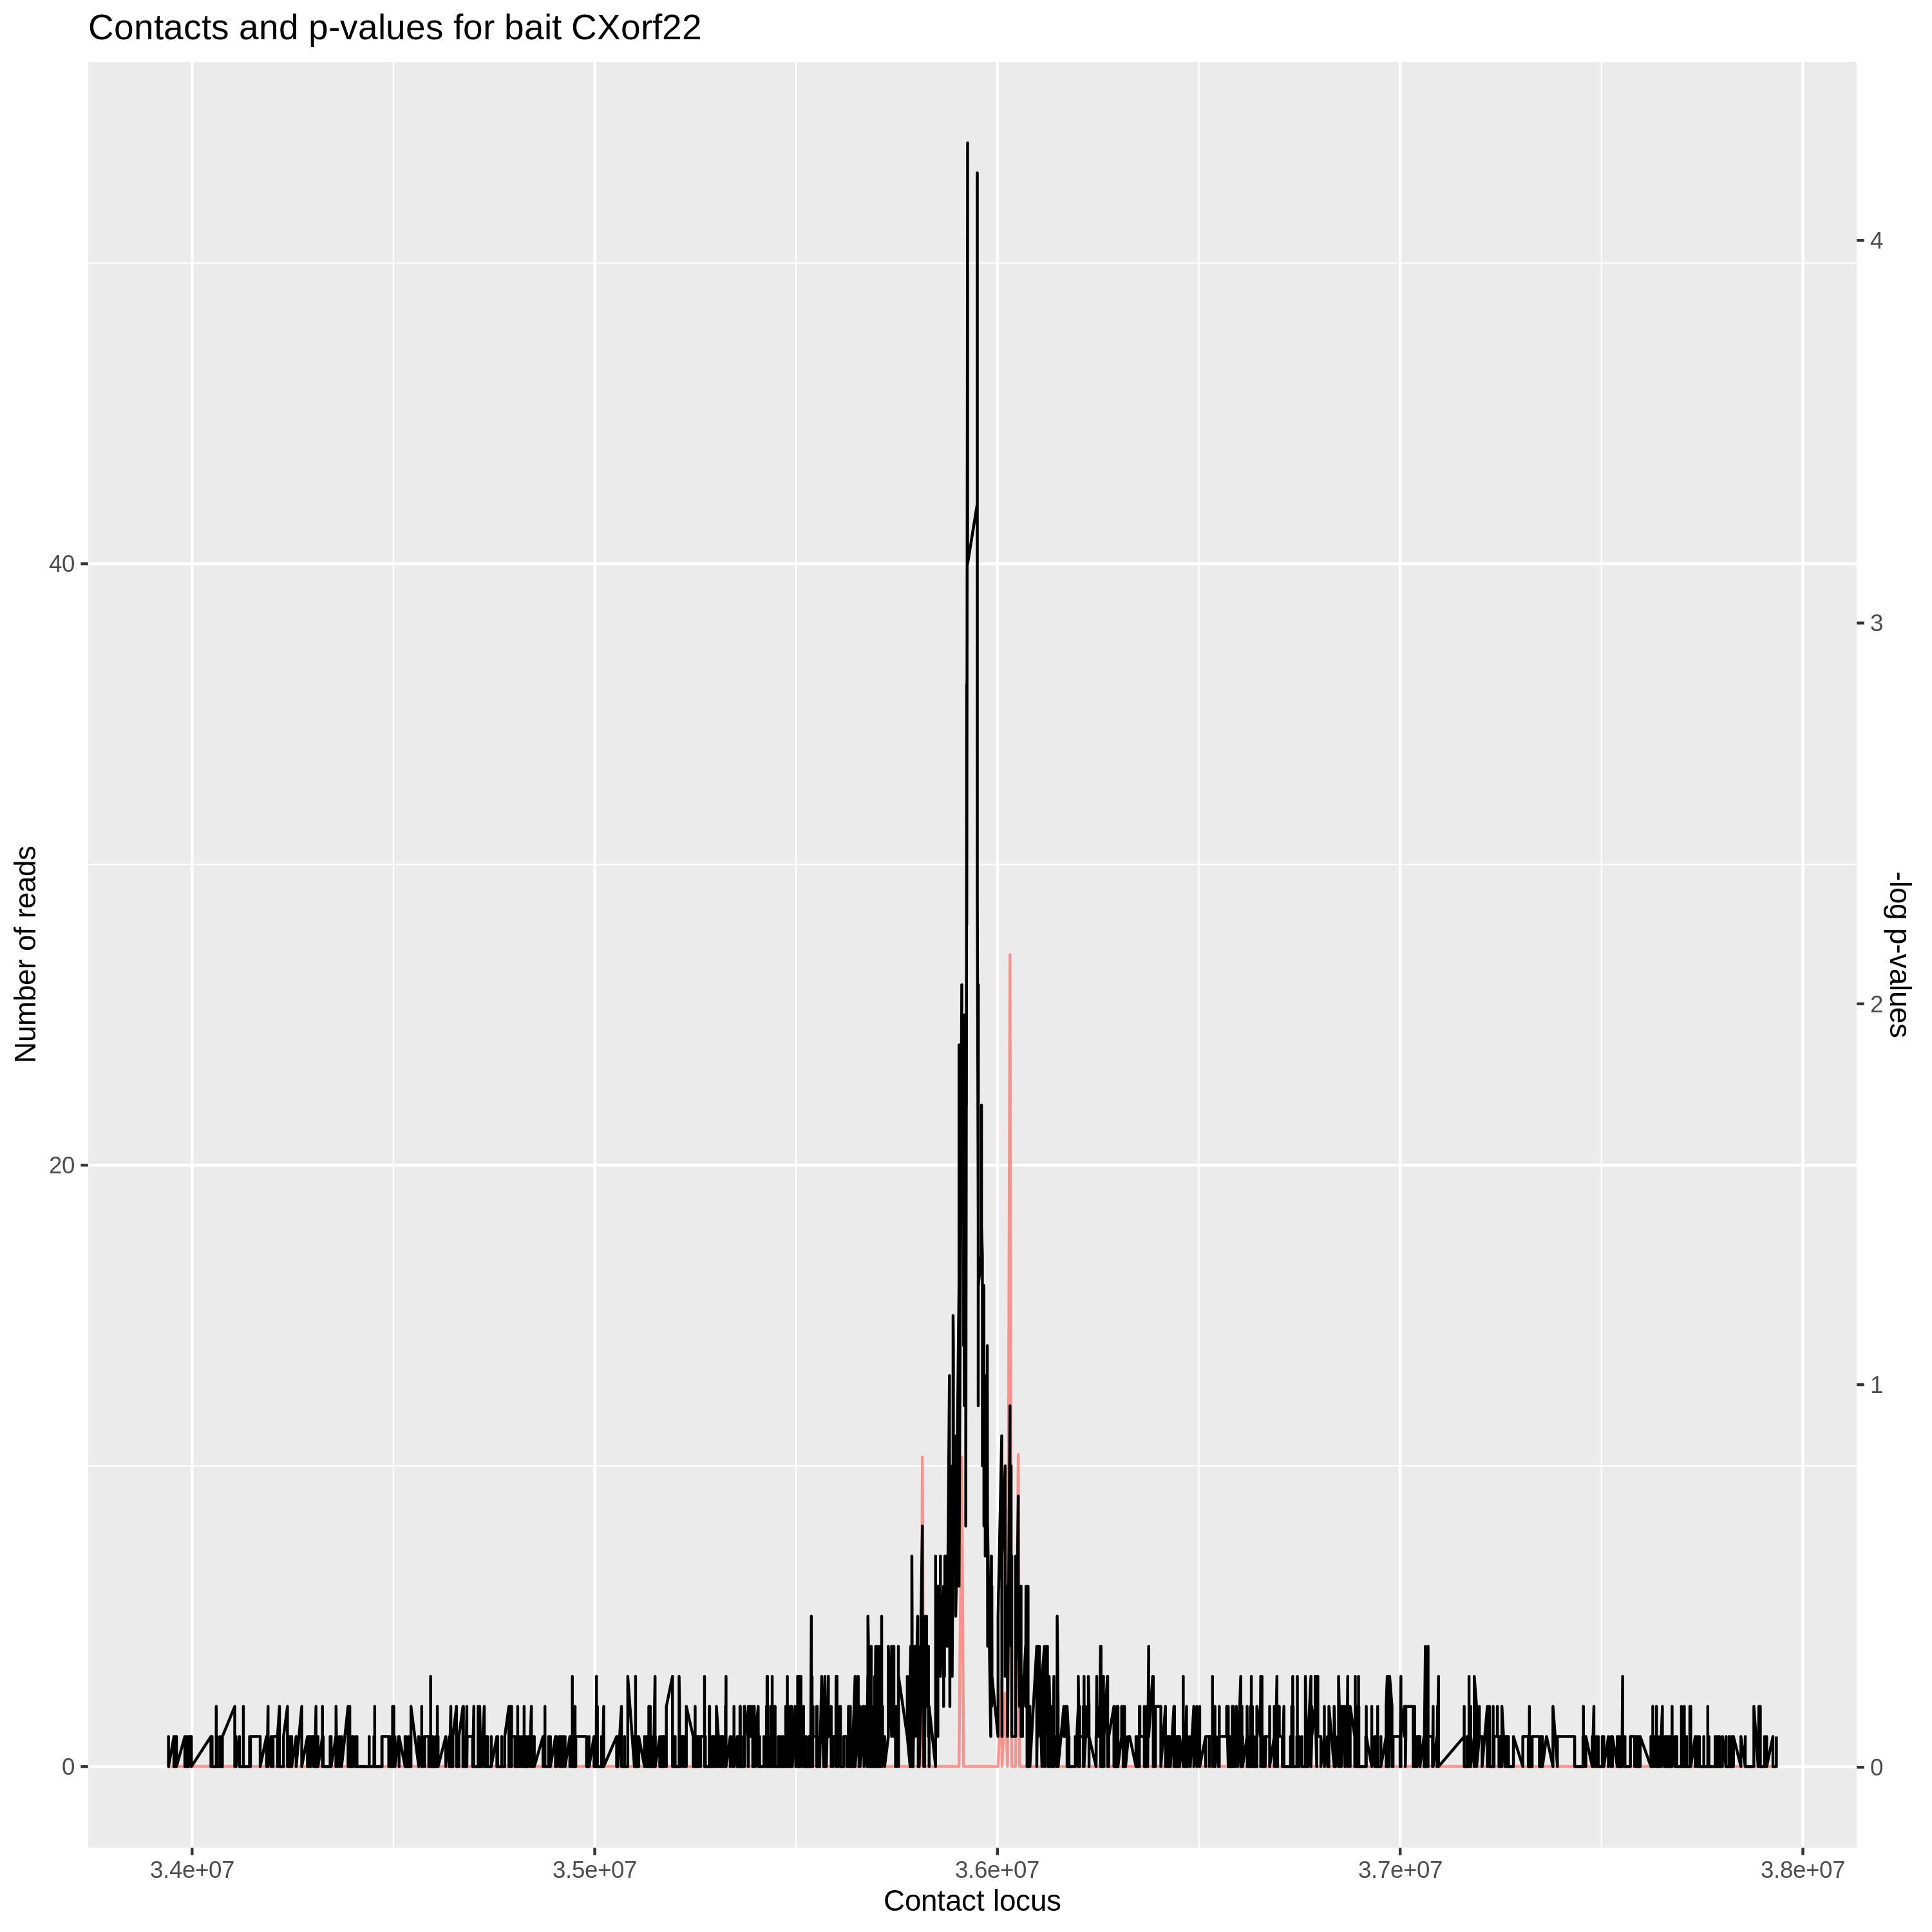 Contacts and p-values for bait CXorf22
Number of reads
40
20
0
4
3
2
1
0
-log p-values
3.4e+07
3.5e+07
3.6e+07
3.7e+07
3.8e+07
Contact locus